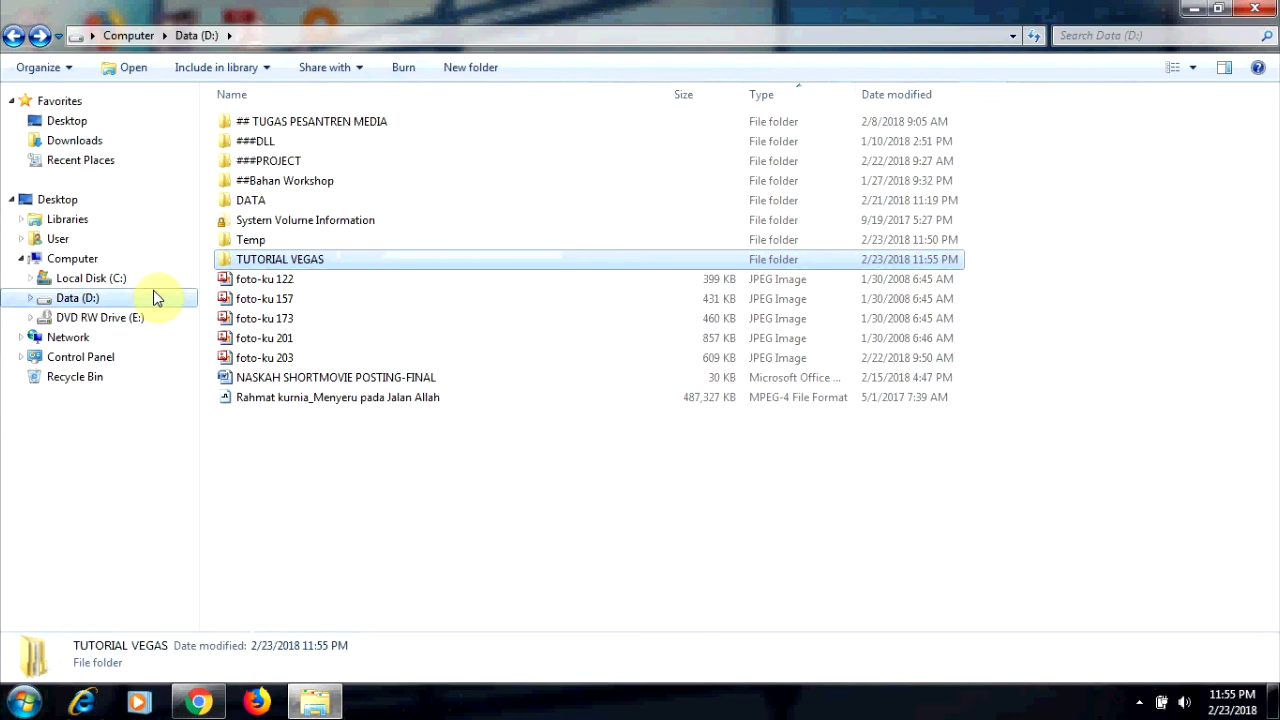 Computer Data (D:) Search Data (D:)
Organize Open Include in library Share with Burn New folder
Favorites
Desktop
Downloads
Recent Places
Desktop
Libraries
User
Computer
Local Disk (C:)
Data (D:)
DVD RW Drive (E:)
Network
Control Panel
Recycle Bin
Name Size Type Date modified
## TUGAS PESANTREN MEDIA File folder 2/8/2018 9:05 AM
###DLL File folder 1/10/2018 2:51 PM
###PROJECT File folder 2/22/2018 9:27 AM
##Bahan Workshop File folder 1/27/2018 9:32 PM
DATA File folder 2/21/2018 11:19 PM
System Volume Information File folder 9/19/2017 5:27 PM
Temp File folder 2/23/2018 11:50 PM
TUTORIAL VEGAS File folder 2/23/2018 11:55 PM
foto-ku 122 399 KB JPEG Image 1/30/2008 6:45 AM
foto-ku 157 431 KB JPEG Image 1/30/2008 6:45 AM
foto-ku 173 460 KB JPEG Image 1/30/2008 6:45 AM
foto-ku 201 857 KB JPEG Image 1/30/2008 6:46 AM
foto-ku 203 609 KB JPEG Image 2/22/2018 9:50 AM
NASKAH SHORTMOVIE POSTING-FINAL 30 KB Microsoft Office ... 2/15/2018 4:47 PM
Rahmat kurnia_Menyeru pada Jalan Allah 487,327 KB MPEG-4 File Format 5/1/2017 7:39 AM
TUTORIAL VEGAS Date modified: 2/23/2018 11:55 PM
File folder
11:55 PM
2/23/2018